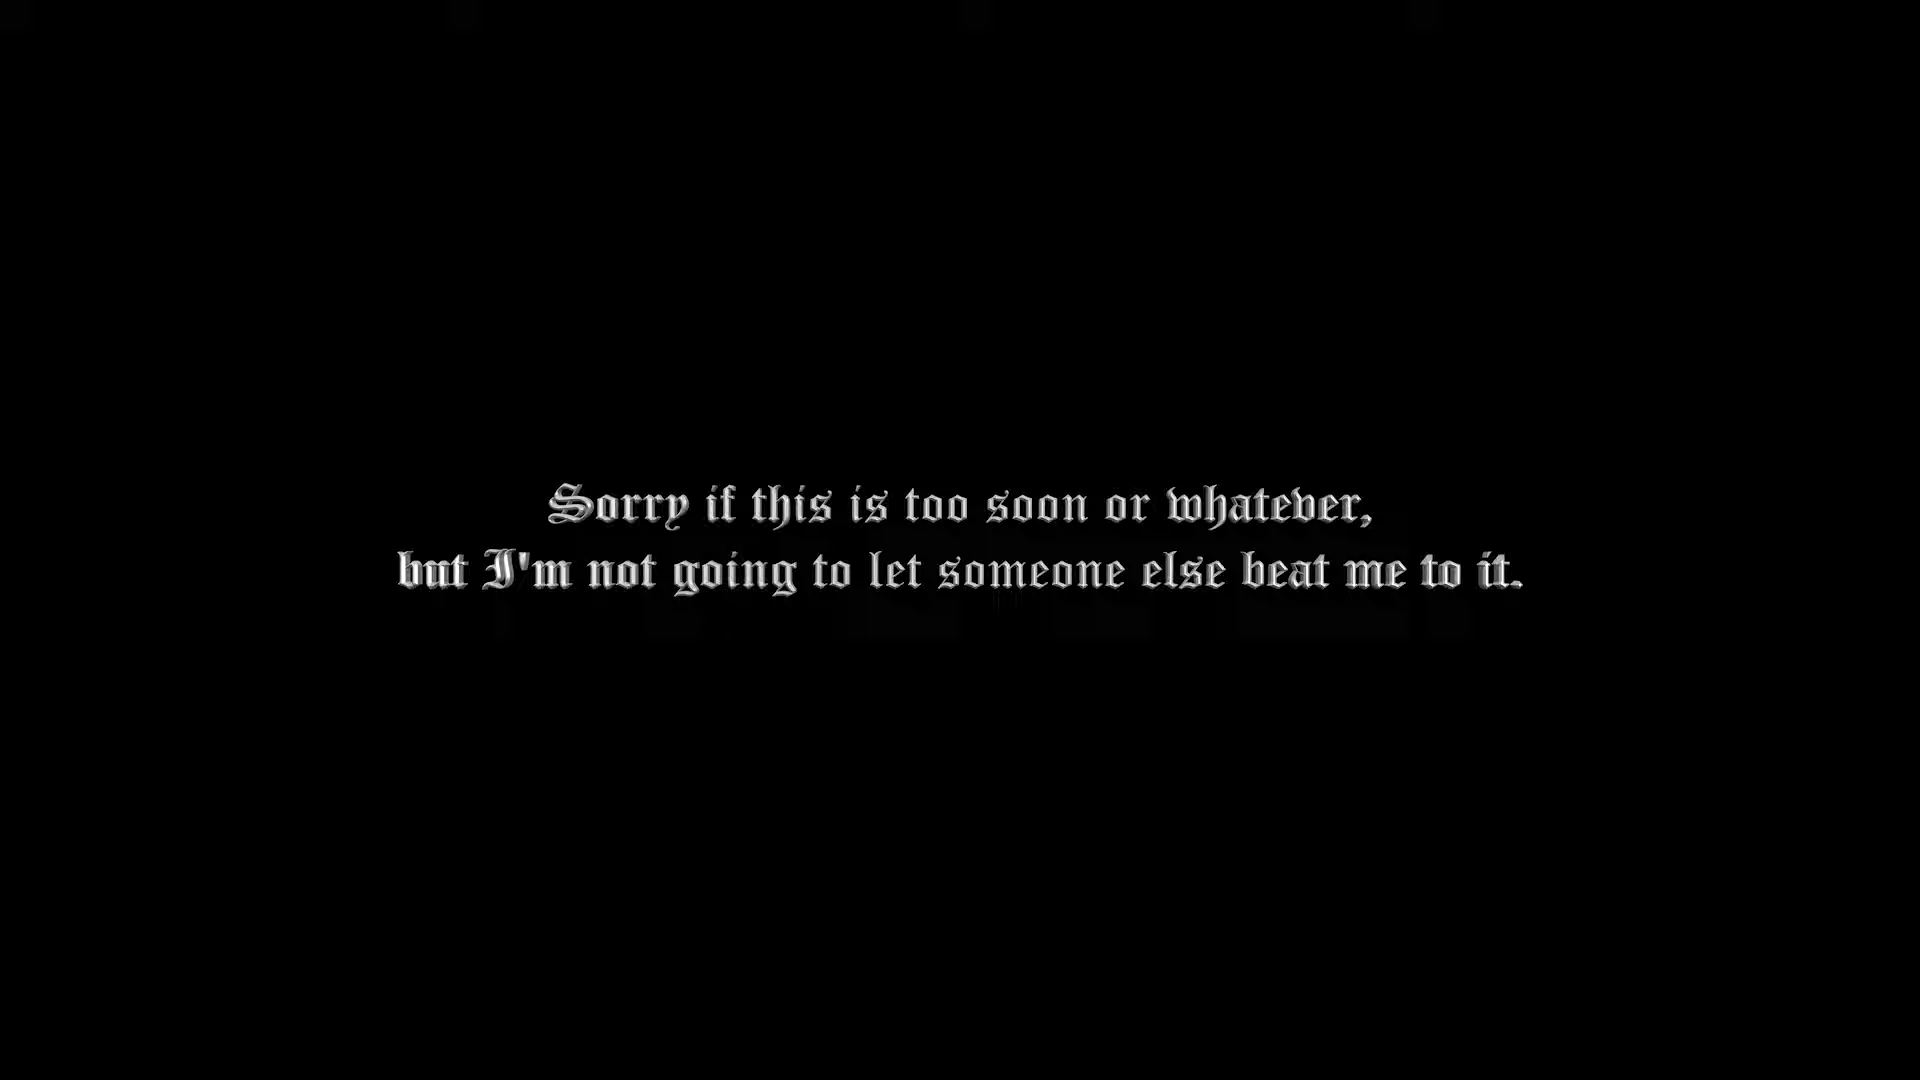 Sorry if this is too soon or whatever,
but I'm not going to let someone else beat me to it.